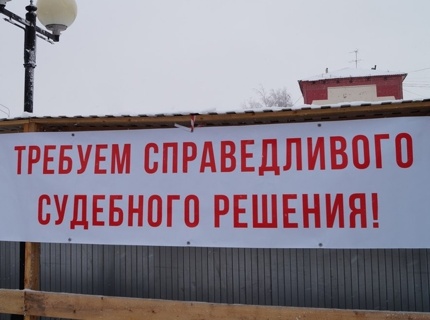 ТРЕБУЕМ СПРАВЕДЛИВОГО
СУДЕБНОГО РЕШЕНИЯ!